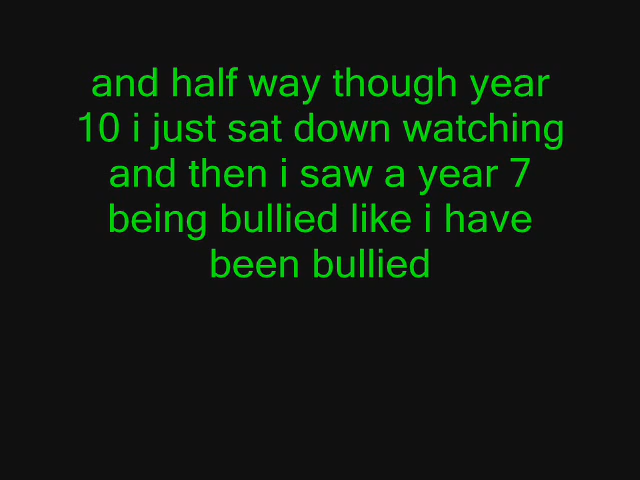 and half way though year
10 i just sat down watching
and then i saw a year 7
being bullied like i have
been bullied